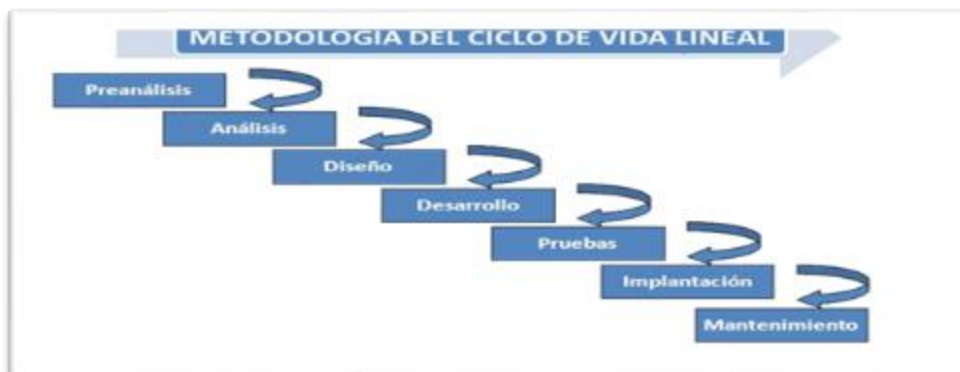 METODOLOGIA DEL CICLO DE VIDA LINEAL
Preanálisis
Análisis
Diseño
Desarrollo
Pruebas
Implantación
Mantenimiento